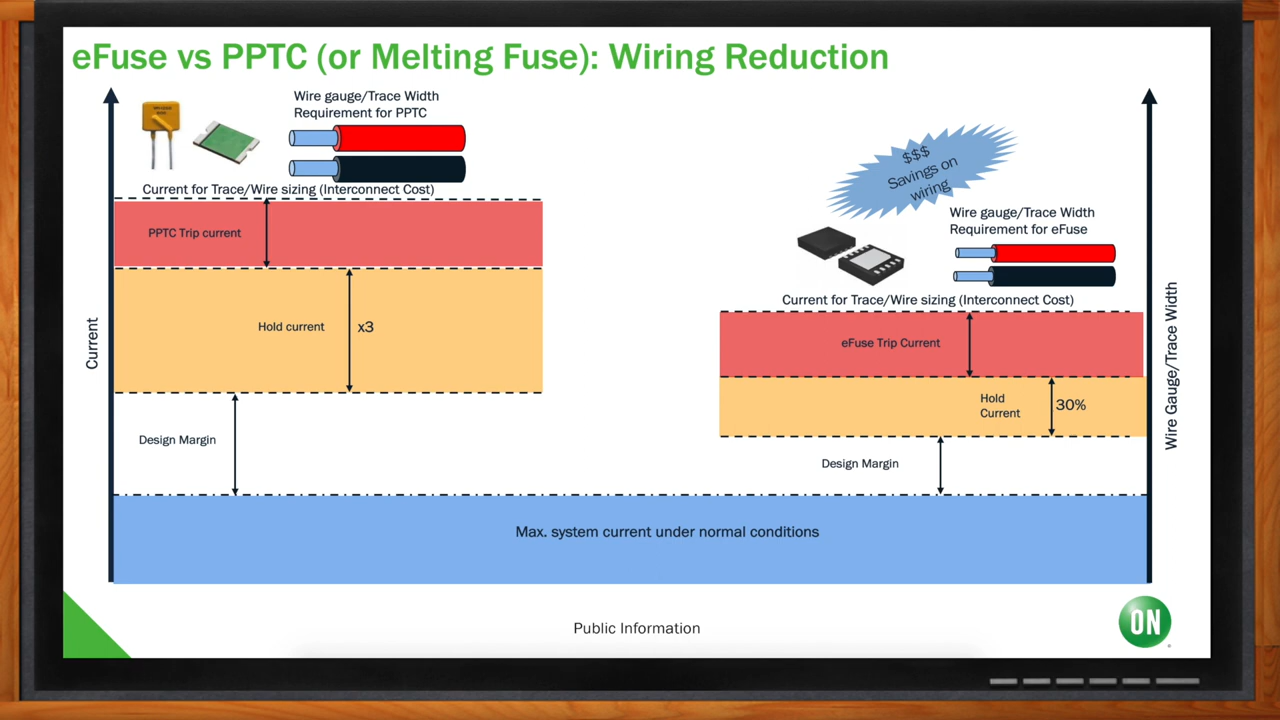 eFuse vs PPTC (or Melting Fuse): Wiring Reduction
Wire gauge/Trace Width
Requirement for PPTC
Current for Trace/Wire sizing (Interconnect Cost)
PPTC Trip current
Hold current
x3
Design Margin
Current
$$$
Savings on
wiring
Wire gauge/Trace Width
Requirement for eFuse
Current for Trace/Wire sizing (Interconnect Cost)
eFuse Trip Current
Hold
Current
30%
Design Margin
Wire Gauge/Trace Width
Max. system current under normal conditions
Public Information
ON